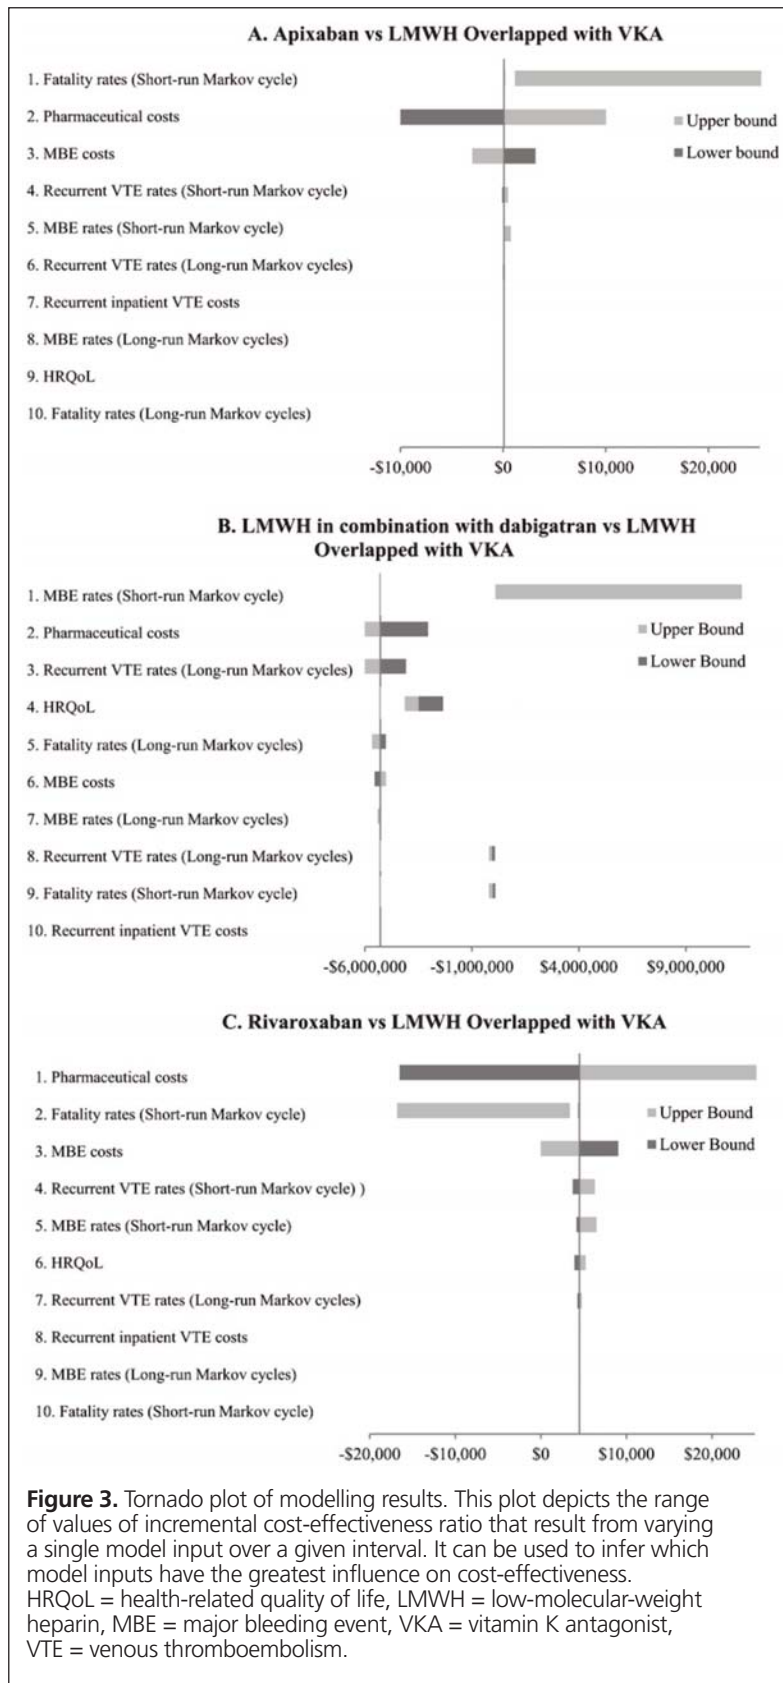 A. Apixaban vs LMWH Overlapped with VKA
1. Fatality rates (Short-run Markov cycle)
2. Pharmaceutical costs
Upper bound
3. MBE costs
Lower bound
4. Recurrent VTE rates (Short-run Markov cycle)
5. MBE rates (Short-run Markov cycle)
6. Recurrent VTE rates (Long-run Markov cycles)
7. Recurrent inpatient VTE costs
8. MBE rates (Long-run Markov cycles)
9. HRQoL
10. Fatality rates (Long-run Markov cycles)
-$10,000 $0 $10,000 $20,000
B. LMWH in combination with dabigatran vs LMWH
Overlapped with VKA
1. MBE rates (Short-run Markov cycle)
2. Pharmaceutical costs
Upper Bound
3. Recurrent VTE rates (Long-run Markov cycles)
Lower Bound
4. HRQoL
5. Fatality rates (Long-run Markov cycles)
6. MBE costs
7. MBE rates (Long-run Markov cycles)
8. Recurrent VTE rates (Long-run Markov cycles)
9. Fatality rates (Short-run Markov cycle)
10. Recurrent inpatient VTE costs
-$6,000,000 -$1,000,000 $4,000,000 $9,000,000
C. Rivaroxaban vs LMWH Overlapped with VKA
1. Pharmaceutical costs
2. Fatality rates (Short-run Markov cycle)
Upper Bound
3. MBE costs
Lower Bound
4. Recurrent VTE rates (Short-run Markov cycle) )
5. MBE rates (Short-run Markov cycle)
6. HRQoL
7. Recurrent VTE rates (Long-run Markov cycles)
8. Recurrent inpatient VTE costs
9. MBE rates (Long-run Markov cycles)
10. Fatality rates (Short-run Markov cycle)
-$20,000 -$10,000 $0 $10,000 $20,000
Figure 3. Tornado plot of modelling results. This plot depicts the range
of values of incremental cost-effectiveness ratio that result from varying
a single model input over a given interval. It can be used to infer which
model inputs have the greatest influence on cost-effectiveness.
HRQoL = health-related quality of life, LMWH = low-molecular-weight
heparin, MBE = major bleeding event, VKA = vitamin K antagonist,
VTE = venous thromboembolism.